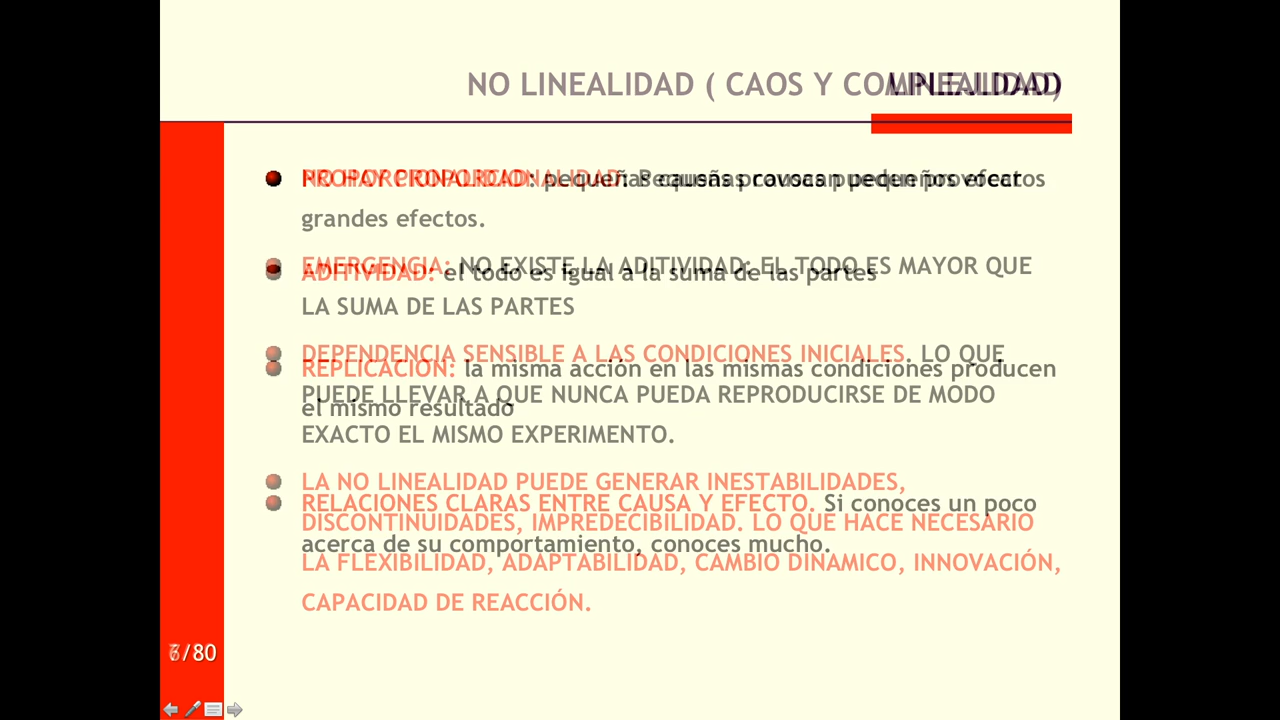 NO LINEALIDAD ( CAOS Y COMPLEJIDAD)
LINEALIDAD
NO HAY PROPORCIONALIDAD: Pequeñas causas pueden provocar
PROPORCIONALIDAD: pequeñas causas provocan pequeños efectos
grandes efectos.
EMERGENCIA: NO EXISTE LA ADITIVIDAD: EL TODO ES MAYOR QUE
ADITIVIDAD: el todo es igual a la suma de las partes
LA SUMA DE LAS PARTES
DEPENDENCIA SENSIBLE A LAS CONDICIONES INICIALES. LO QUE
REPLICACION: la misma acción en las mismas condiciones producen
PUEDE LLEVAR A QUE NUNCA PUEDA REPRODUCIRSE DE MODO
el mismo resultado
EXACTO EL MISMO EXPERIMENTO.
LA NO LINEALIDAD PUEDE GENERAR INESTABILIDADES,
RELACIONES CLARAS ENTRE CAUSA Y EFECTO. Si conoces un poco
DISCONTINUIDADES, IMPREDECIBILIDAD. LO QUE HACE NECESARIO
acerca de su comportamiento, conoces mucho.
LA FLEXIBILIDAD, ADAPTABILIDAD, CAMBIO DINAMICO, INNOVACIÓN,
CAPACIDAD DE REACCIÓN.
/80